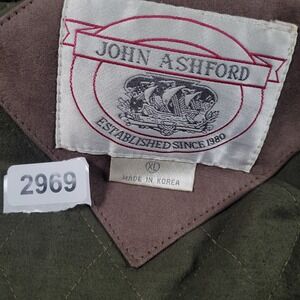 JOHN ASHFORD
ESTABLISHED SINCE 1980
XL
MADE IN KOREA
2969